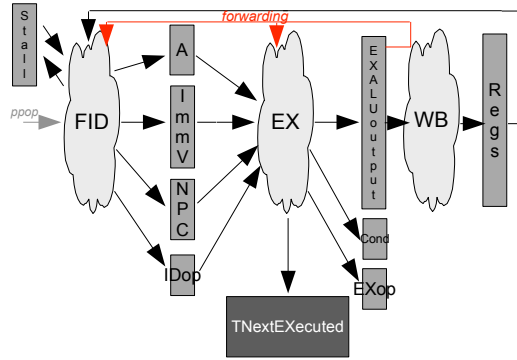 Stall
forwarding
A
EXALUoutput
Regs
ppop
FID
ImmV
EX
WB
NPC
Cond
IDop
EXop
TNextEXecuted